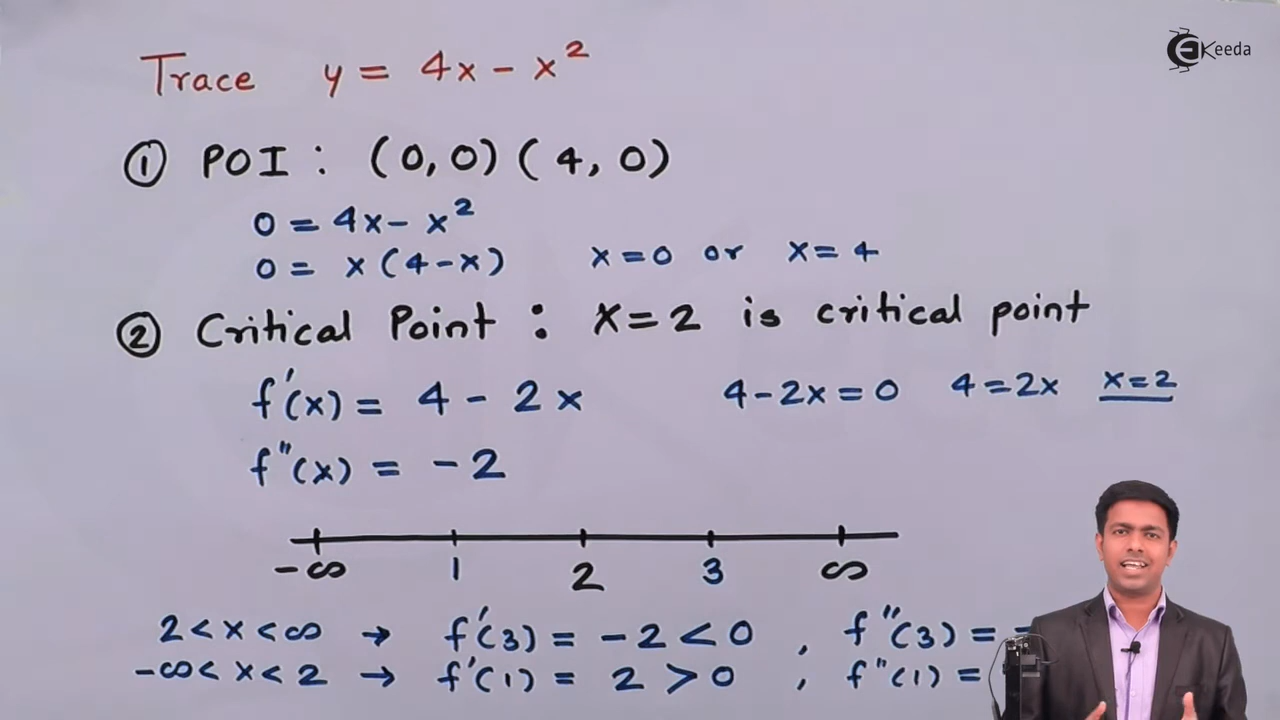 EKeeda
Trace y = 4x - x²
① POI : (0,0) (4,0)
0 = 4x - x²
0 = x(4-x) x=0 or x=4
② Critical Point : x=2 is critical point
f'(x) = 4 - 2x 4-2x=0 4=2x x=2
f''(x) = -2
-∞ 1 2 3 ∞
2<x<∞ → f'(3) = -2 < 0 , f''(3) = -
-∞<x<2 → f'(1) = 2 > 0 , f''(1) =